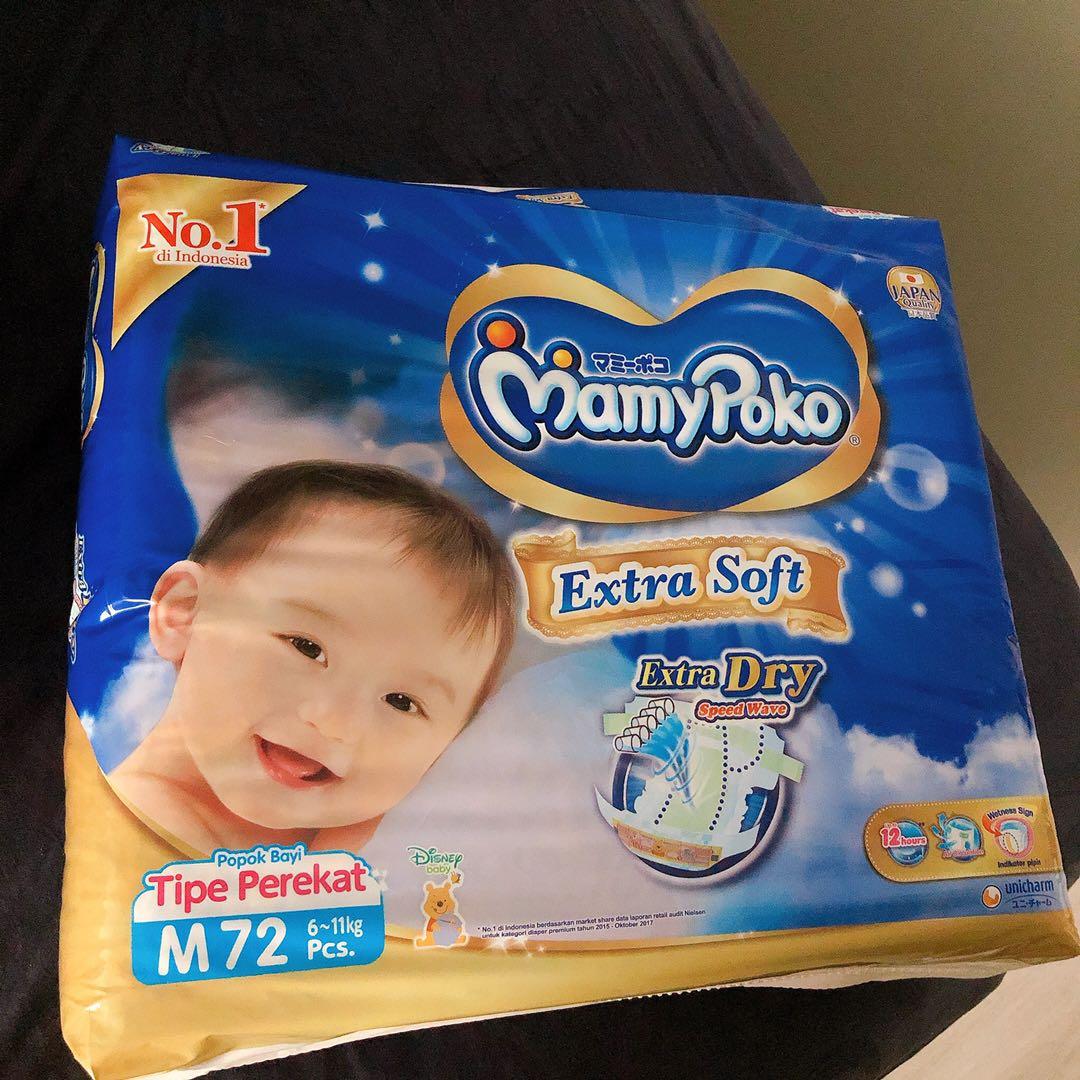 No.1*
di Indonesia
JAPAN
Quality
マミーポコ
MamyPoko®
Extra Soft
Extra Dry
Speed Wave
12 hours
Wetness Sign
Indikator pipis
unicharm
ユニ・チャーム
Popok Bayi
Tipe Perekat
M72
6~11kg
Pcs.
Disney
baby
* No.1 di Indonesia berdasarkan market share data laporan retail audit Nielsen
untuk kategori diaper premium tahun 2015 - Oktober 2017